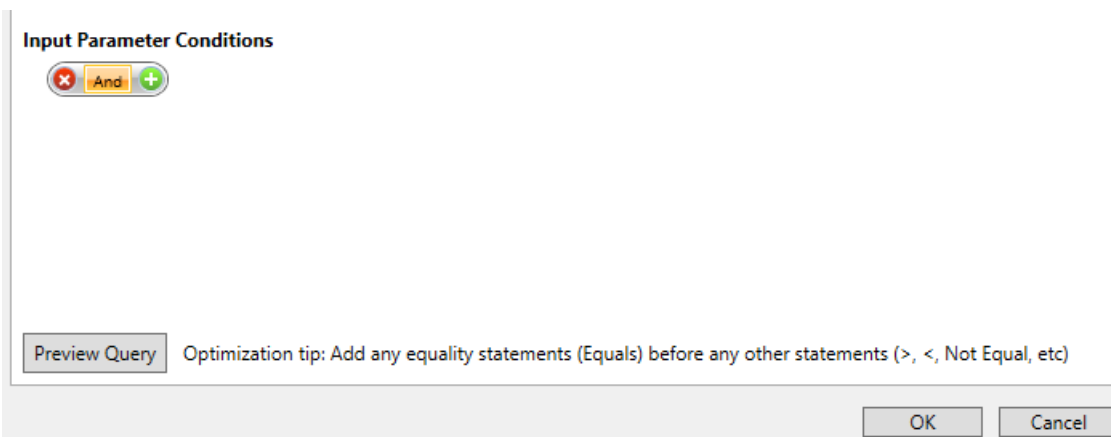 Input Parameter Conditions
And
Preview Query Optimization tip: Add any equality statements (Equals) before any other statements (>, <, Not Equal, etc)
OK Cancel